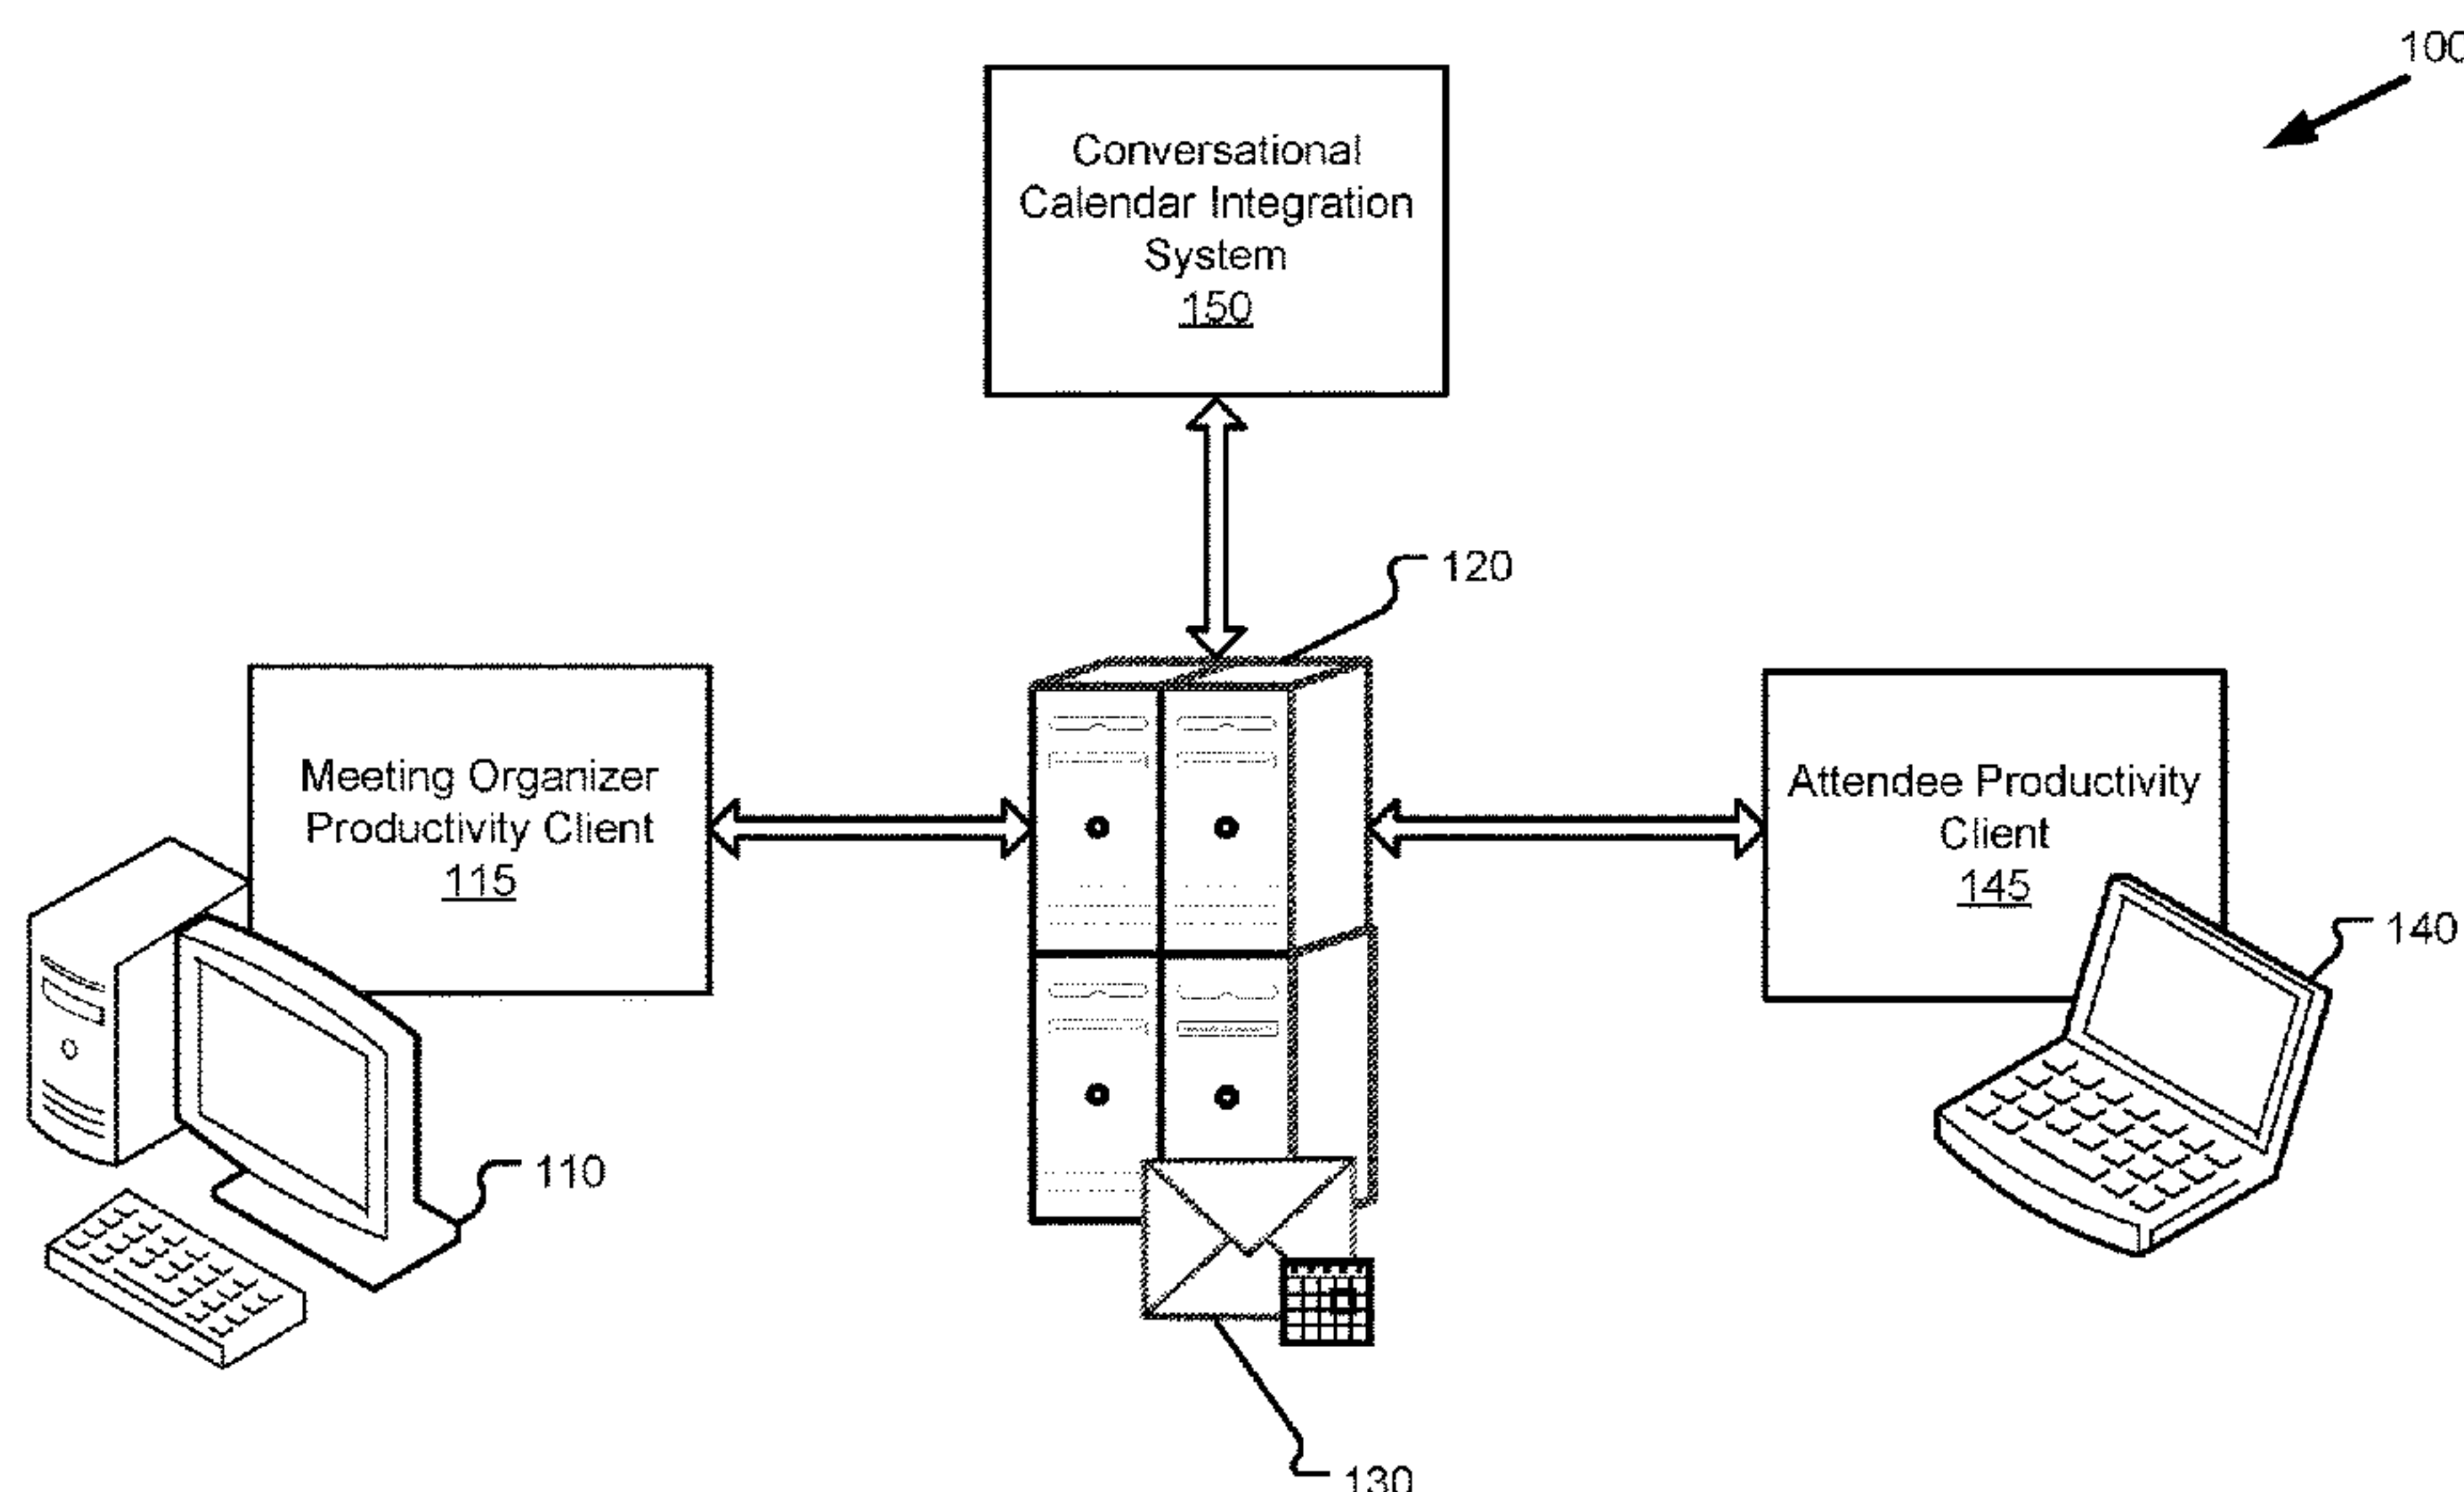 100
Conversational
Calendar Integration
System
150
120
Meeting Organizer
Productivity Client
115
Attendee Productivity
Client
145
140
110
130